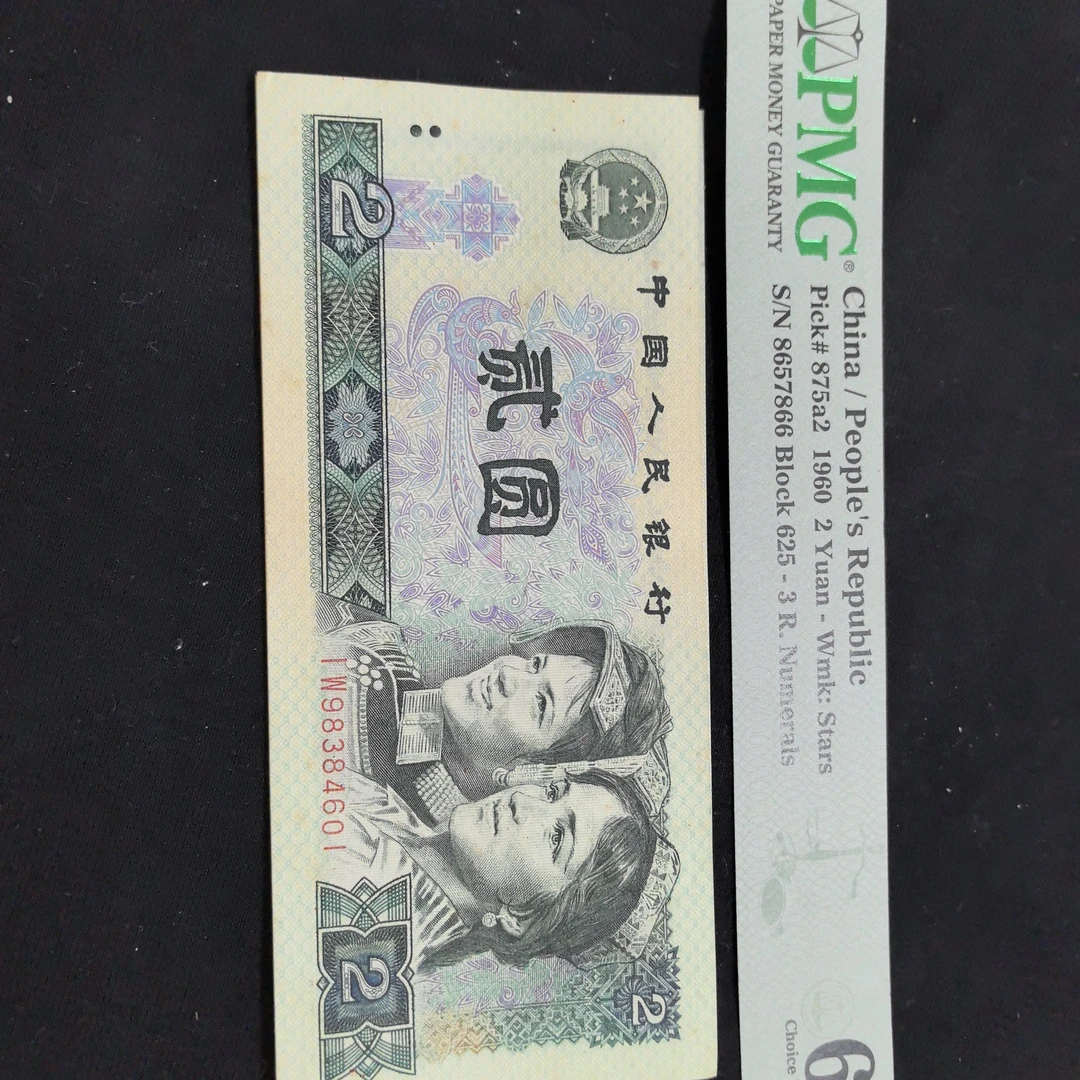 中国人民银行
贰圆
2
2
2
IW98384601
PMG®
PAPER MONEY GUARANTY
China / People's Republic
Pick# 875a2 1960 2 Yuan - Wmk: Stars
S/N 8657866 Block 625 - 3 R. Numerals
6
Choice